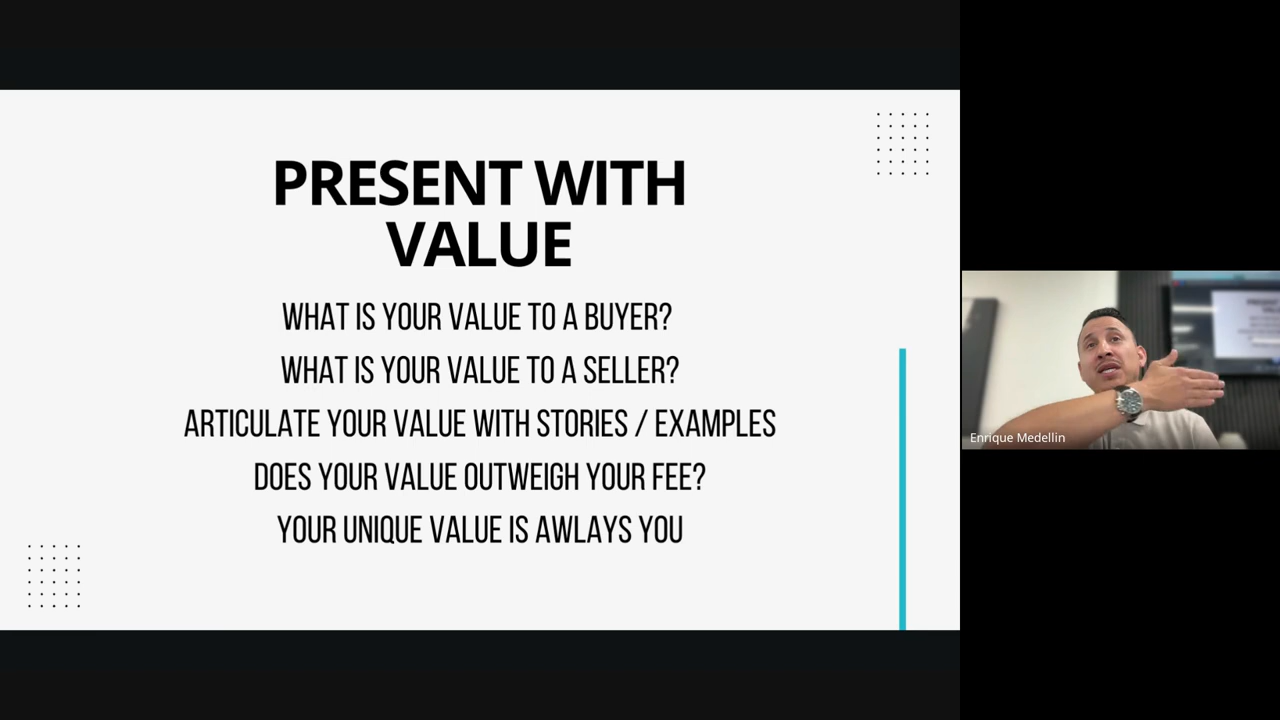 PRESENT WITH
VALUE
WHAT IS YOUR VALUE TO A BUYER?
WHAT IS YOUR VALUE TO A SELLER?
ARTICULATE YOUR VALUE WITH STORIES / EXAMPLES
DOES YOUR VALUE OUTWEIGH YOUR FEE?
YOUR UNIQUE VALUE IS AWLAYS YOU
Enrique Medellin